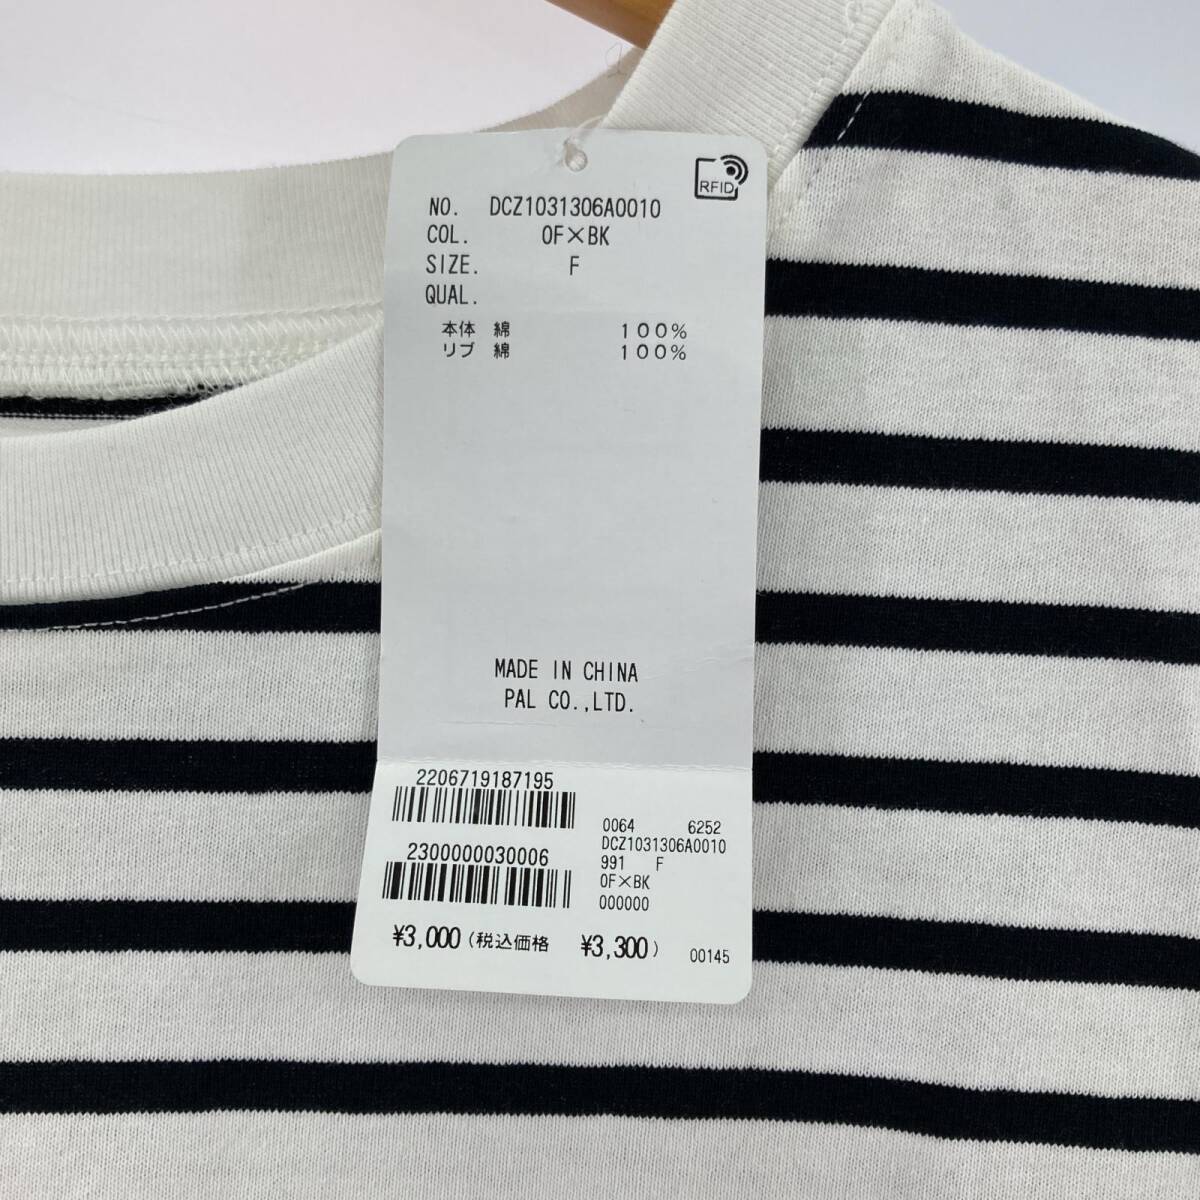 RFID
NO. DCZ1031306A0010
COL. OF×BK
SIZE. F
QUAL.
本体 綿 100%
リブ 綿 100%
MADE IN CHINA
PAL CO.,LTD.
2206719187195
2300000030006
0064 6252
DCZ1031306A0010
991 F
OF×BK
000000
¥3,000(税込価格 ¥3,300)
00145